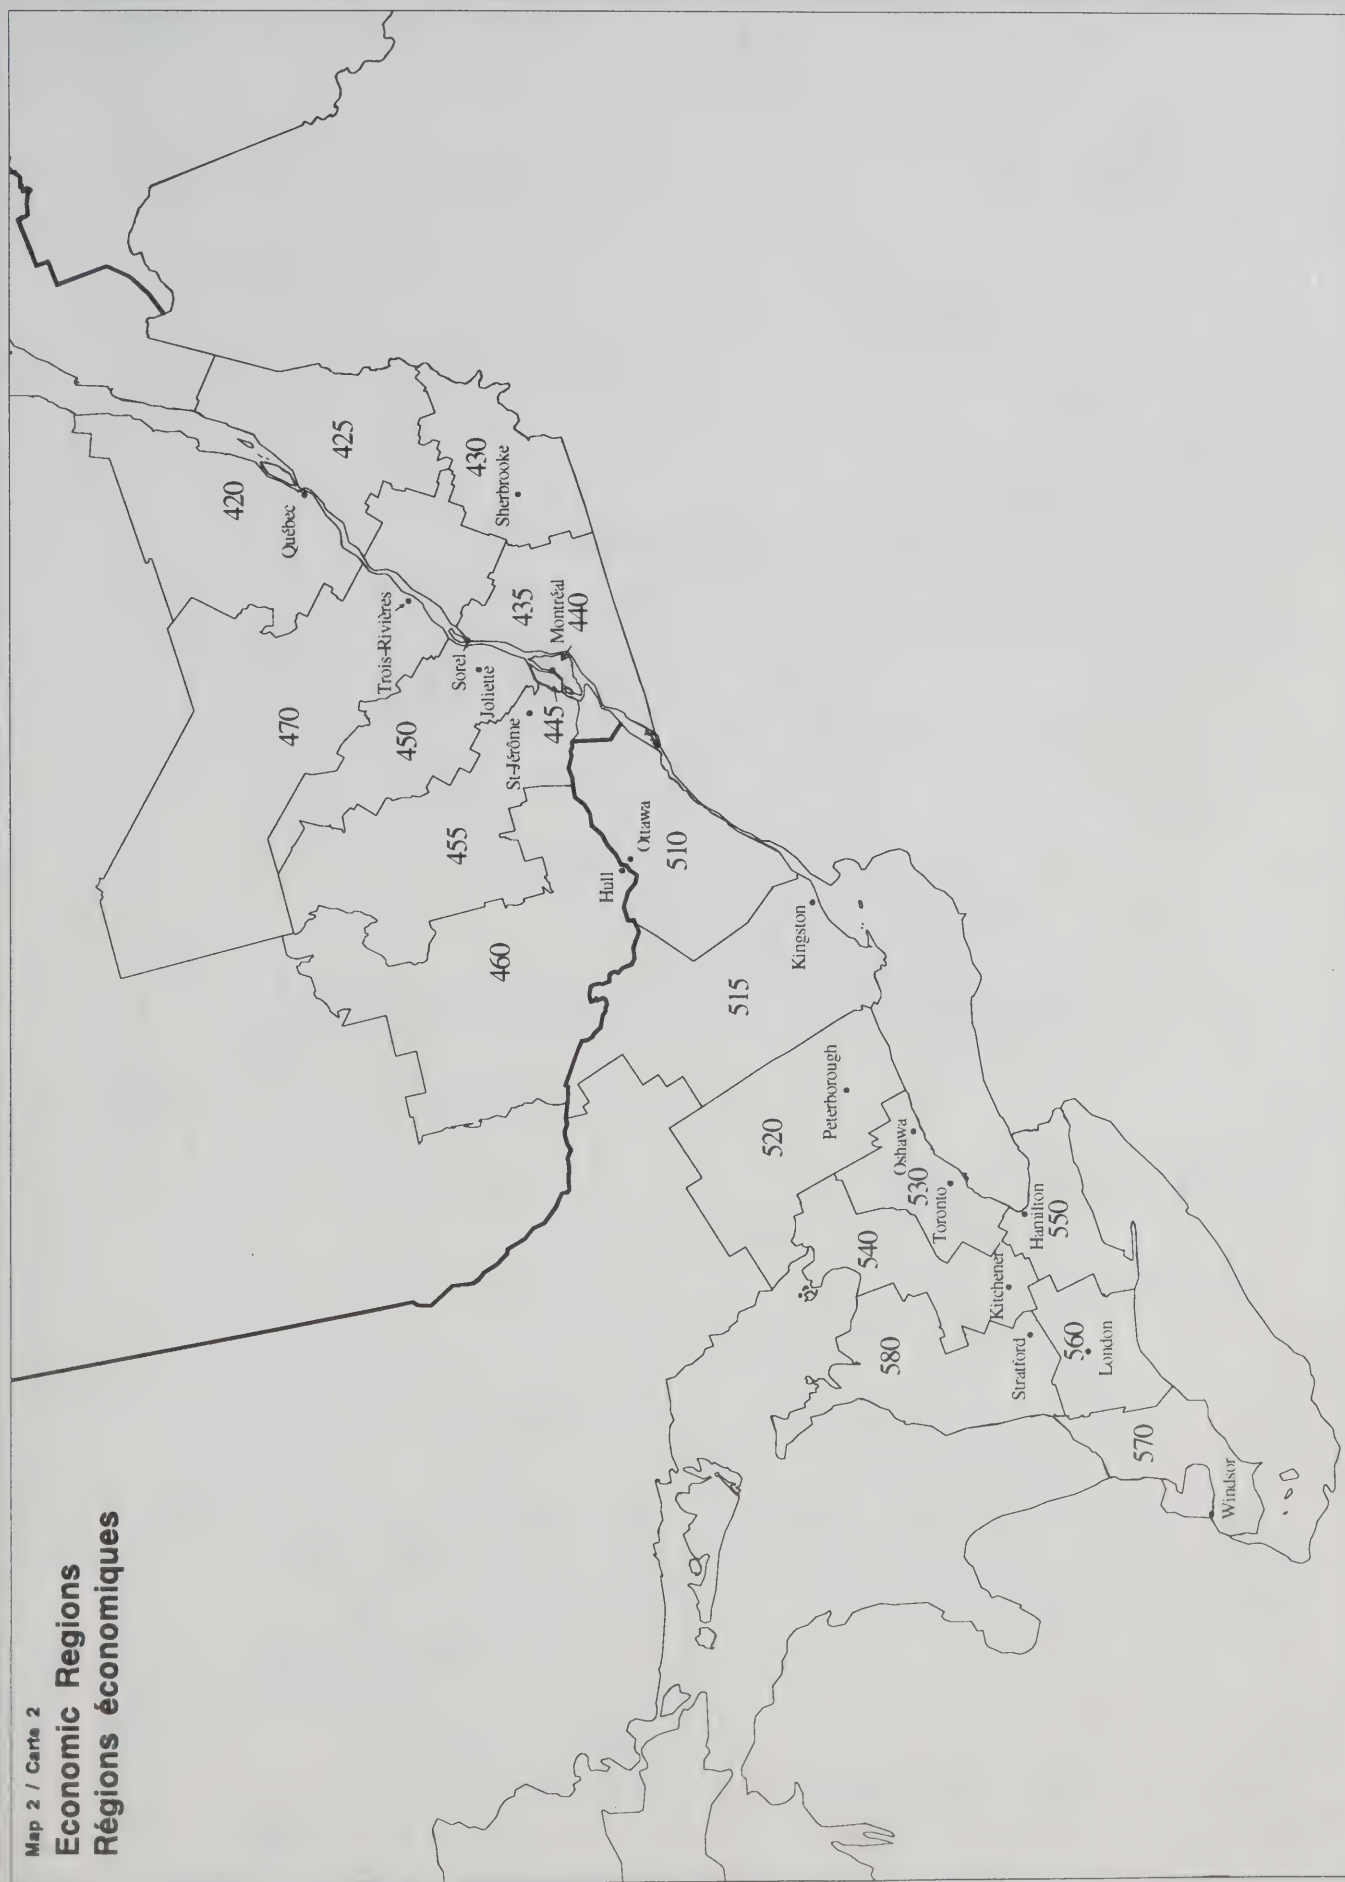 Map 2 / Carte 2
Economic Regions
Régions économiques
420
Québec
425
430
Sherbrooke
Trois-Rivières
470
Sorel
Joliette
435
Montréal
440
450
445
St-Jérôme
455
460
Hull
Ottawa
510
Kingston
515
Peterborough
520
Oshawa
530
Toronto
540
Hamilton
550
Kitchener
580
Stratford
560
London
570
Windsor